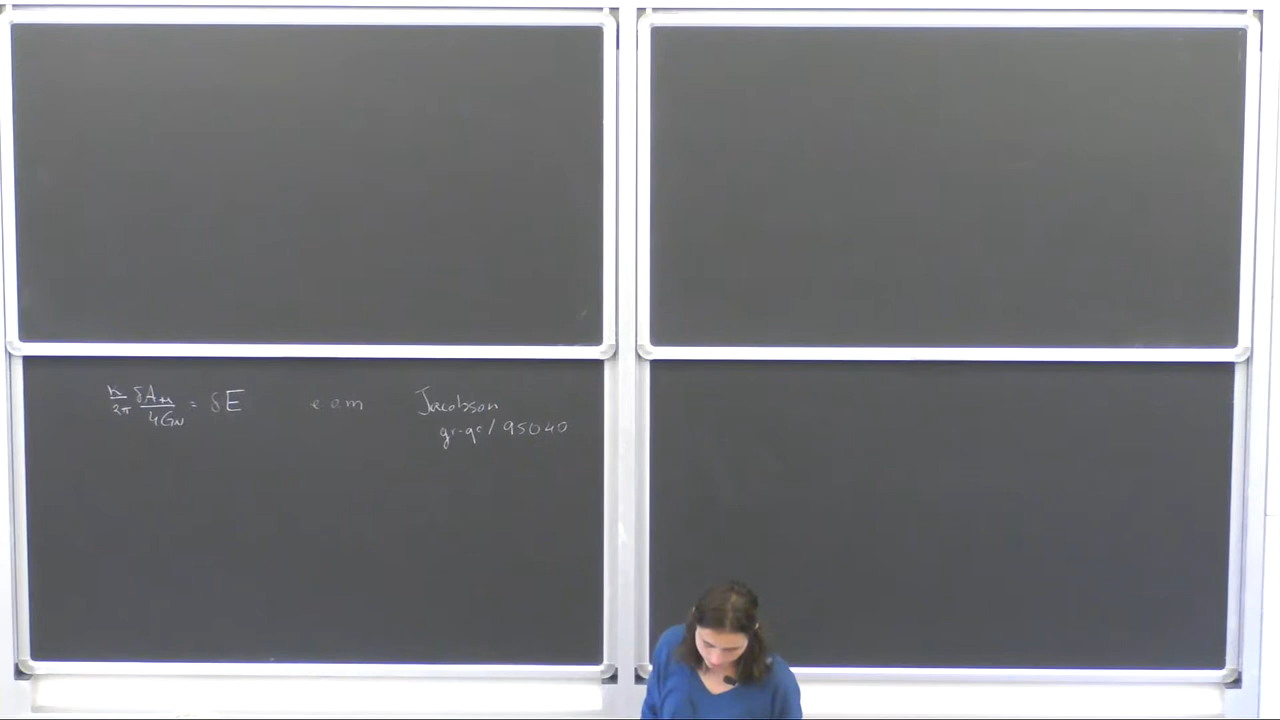 κ/2π δA_H/4G_N = δE e o m Jacobson
gr-qc/95040